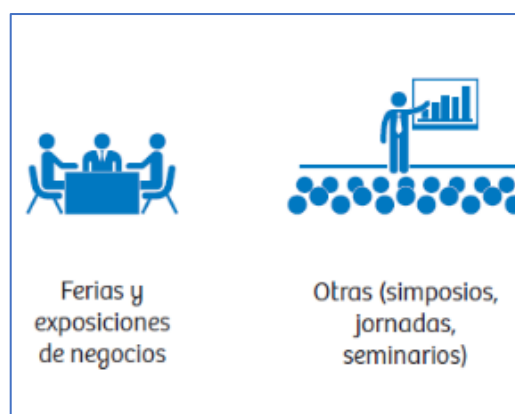 Ferias y
exposiciones
de negocios
Otras (simposios,
jornadas,
seminarios)